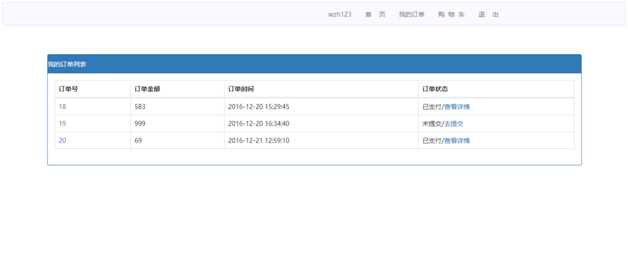 wzh123 首 页 我的订单 购 物 车 退 出
我的订单列表
订单号 订单金额 订单时间 订单状态
18 583 2016-12-20 15:29:45 已支付/查看详情
19 999 2016-12-20 16:34:40 未提交/去提交
20 69 2016-12-21 12:59:10 已支付/查看详情